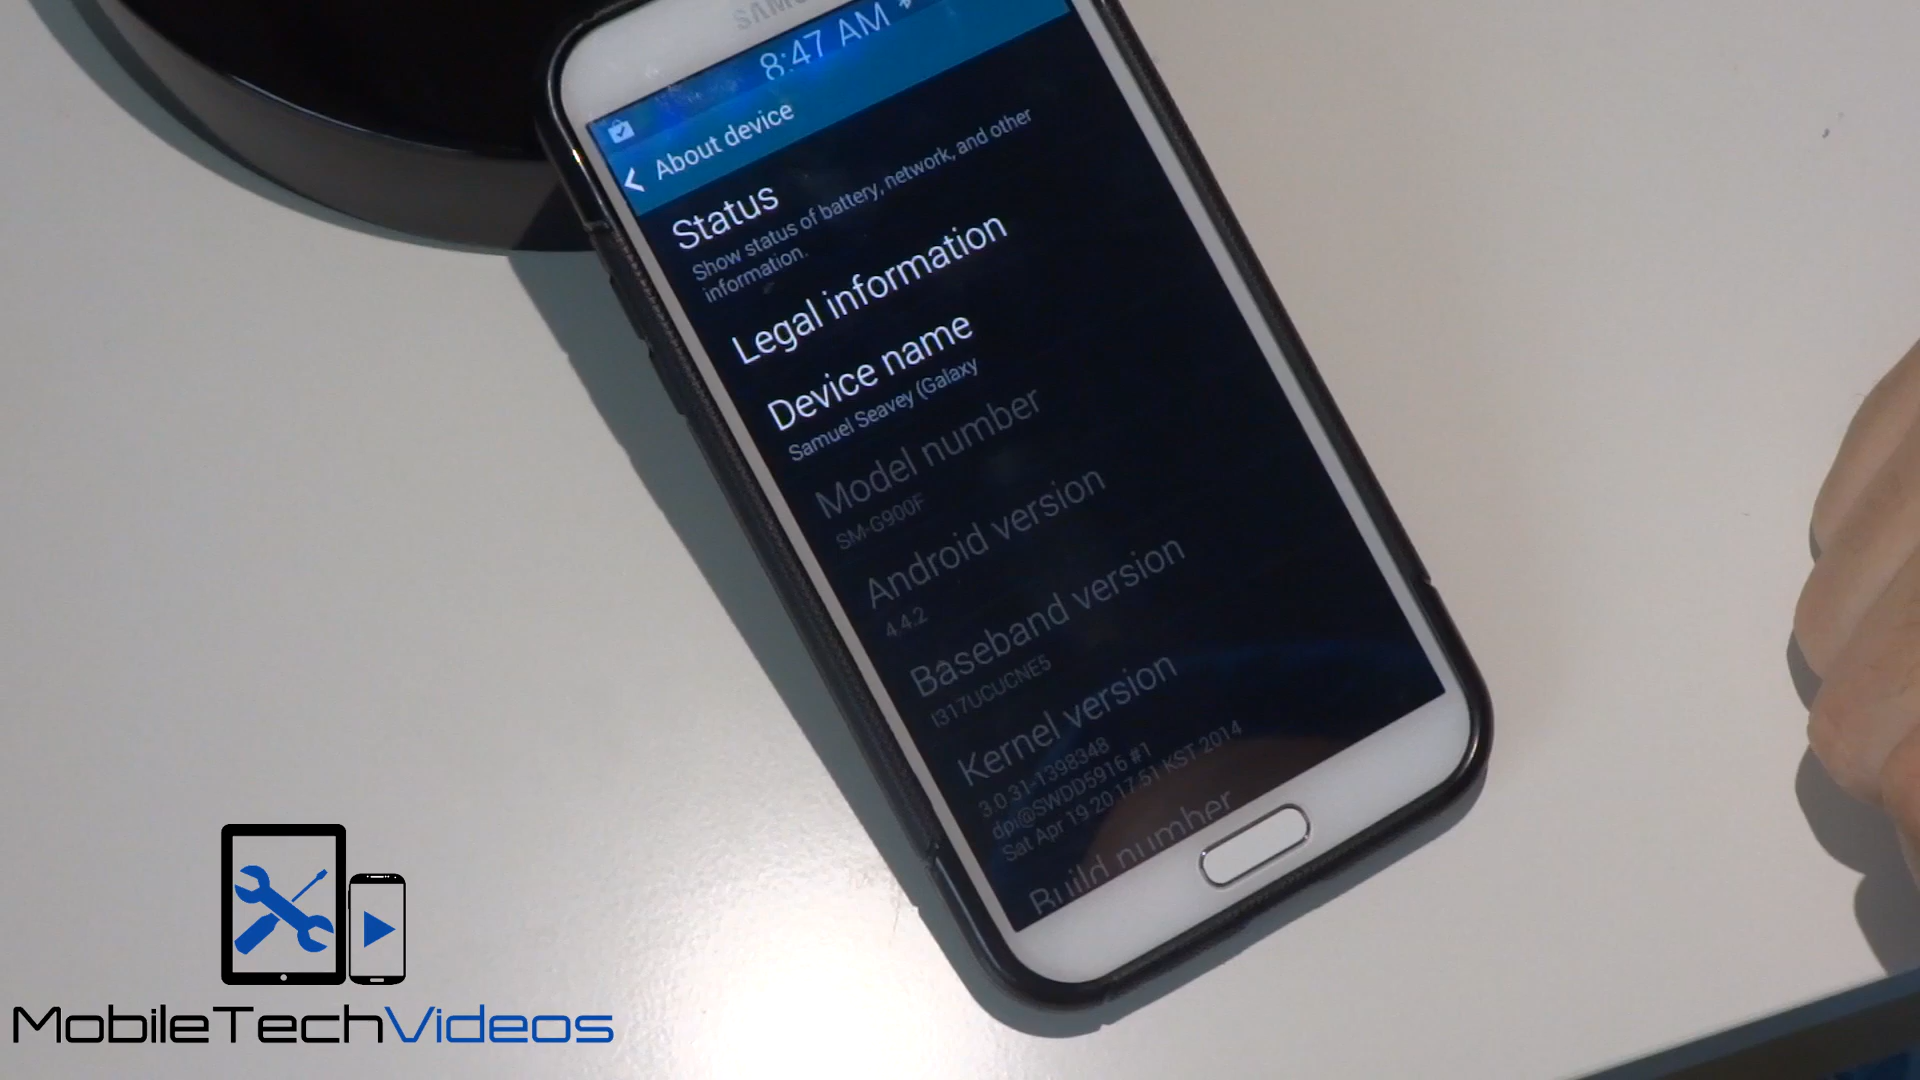 SAMSUNG
8:47 AM
About device
Status
Show status of battery, network, and other
information.
Legal information
Device name
Samuel Seavey (Galaxy
Model number
SM-G900F
Android version
4.4.2
Baseband version
I317UCUCNE5
Kernel version
3.0.31-1398348
dpi@SWDD5916 #1
Sat Apr 19 20:17:51 KST 2014
Build number
MobileTechVideos